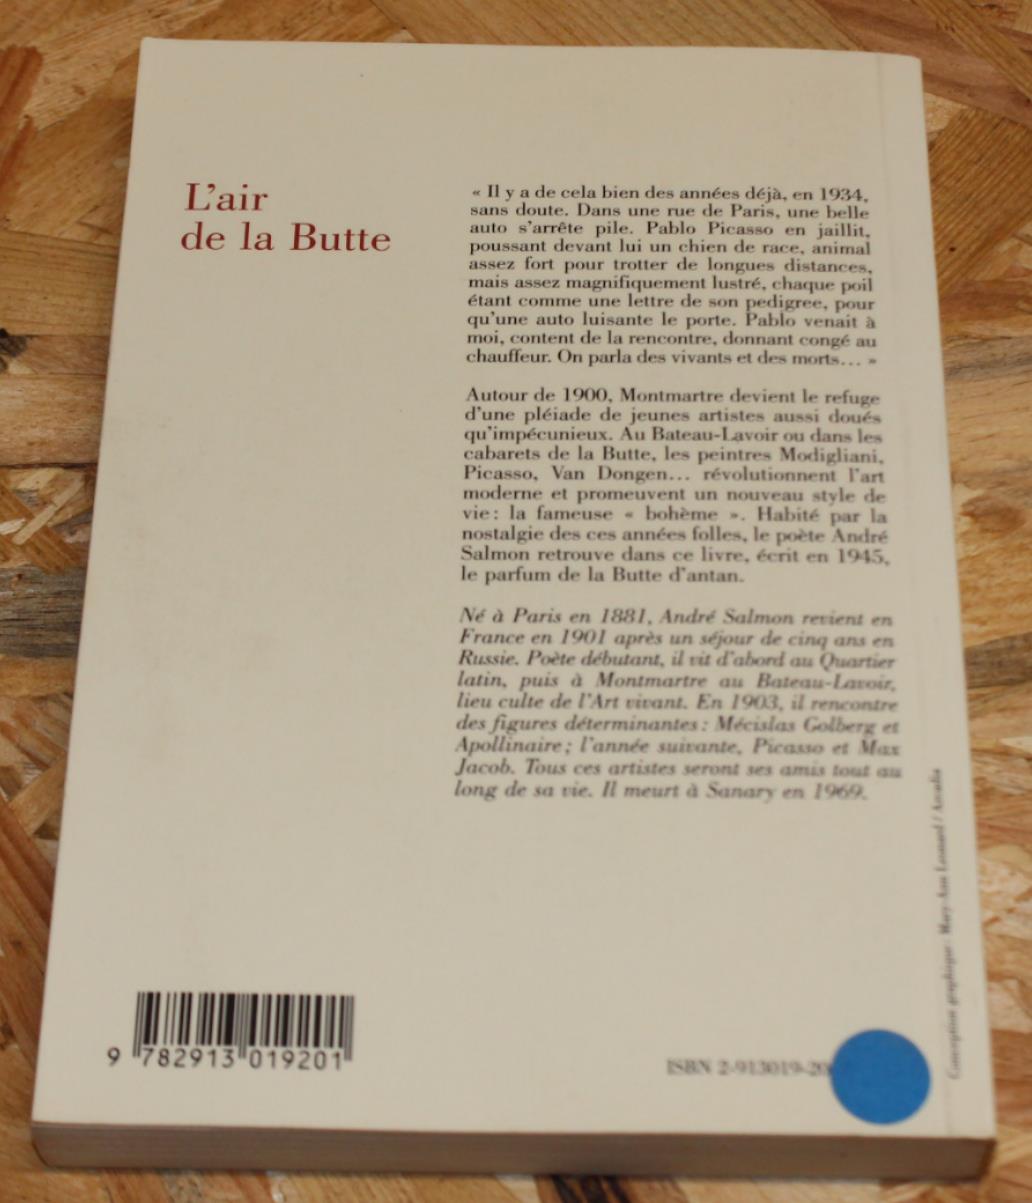 L'air
de la Butte
« Il y a de cela bien des années déjà, en 1934,
sans doute. Dans une rue de Paris, une belle
auto s'arrête pile. Pablo Picasso en jaillit,
poussant devant lui un chien de race, animal
assez fort pour trotter de longues distances,
mais assez magnifiquement lustré, chaque poil
étant comme une lettre de son pedigree, pour
qu'une auto luisante le porte. Pablo venait à
moi, content de la rencontre, donnant congé au
chauffeur. On parla des vivants et des morts... »
Autour de 1900, Montmartre devient le refuge
d'une pléiade de jeunes artistes aussi doués
qu'impécunieux. Au Bateau-Lavoir ou dans les
cabarets de la Butte, les peintres Modigliani,
Picasso, Van Dongen... révolutionnent l'art
moderne et promeuvent un nouveau style de
vie : la fameuse « bohème ». Habité par la
nostalgie des ces années folles, le poète André
Salmon retrouve dans ce livre, écrit en 1945,
le parfum de la Butte d'antan.
Né à Paris en 1881, André Salmon revient en
France en 1901 après un séjour de cinq ans en
Russie. Poète débutant, il vit d'abord au Quartier
latin, puis à Montmartre au Bateau-Lavoir,
lieu culte de l'Art vivant. En 1903, il rencontre
des figures déterminantes : Mécislas Golberg et
Apollinaire ; l'année suivante, Picasso et Max
Jacob. Tous ces artistes seront ses amis tout au
long de sa vie. Il meurt à Sanary en 1969.
Conception graphique : Mary-Ann Léonard / Arcadia
9 782913 019201
ISBN 2-913019-20